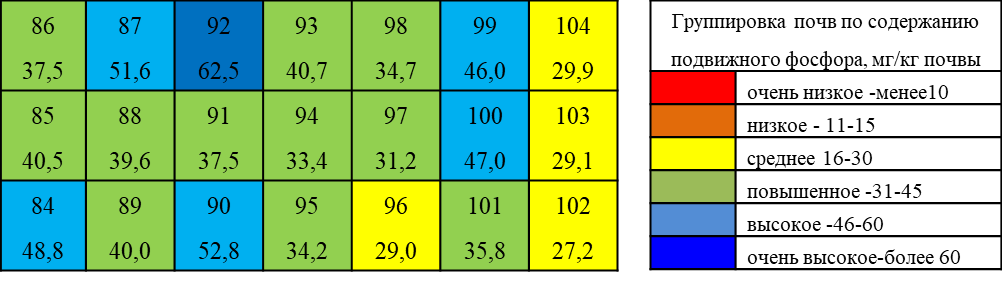 86 87 92 93 98 99 104
37,5 51,6 62,5 40,7 34,7 46,0 29,9
85 88 91 94 97 100 103
40,5 39,6 37,5 33,4 31,2 47,0 29,1
84 89 90 95 96 101 102
48,8 40,0 52,8 34,2 29,0 35,8 27,2
Группировка почв по содержанию
подвижного фосфора, мг/кг почвы
очень низкое -менее10
низкое - 11-15
среднее 16-30
повышенное -31-45
высокое -46-60
очень высокое-более 60